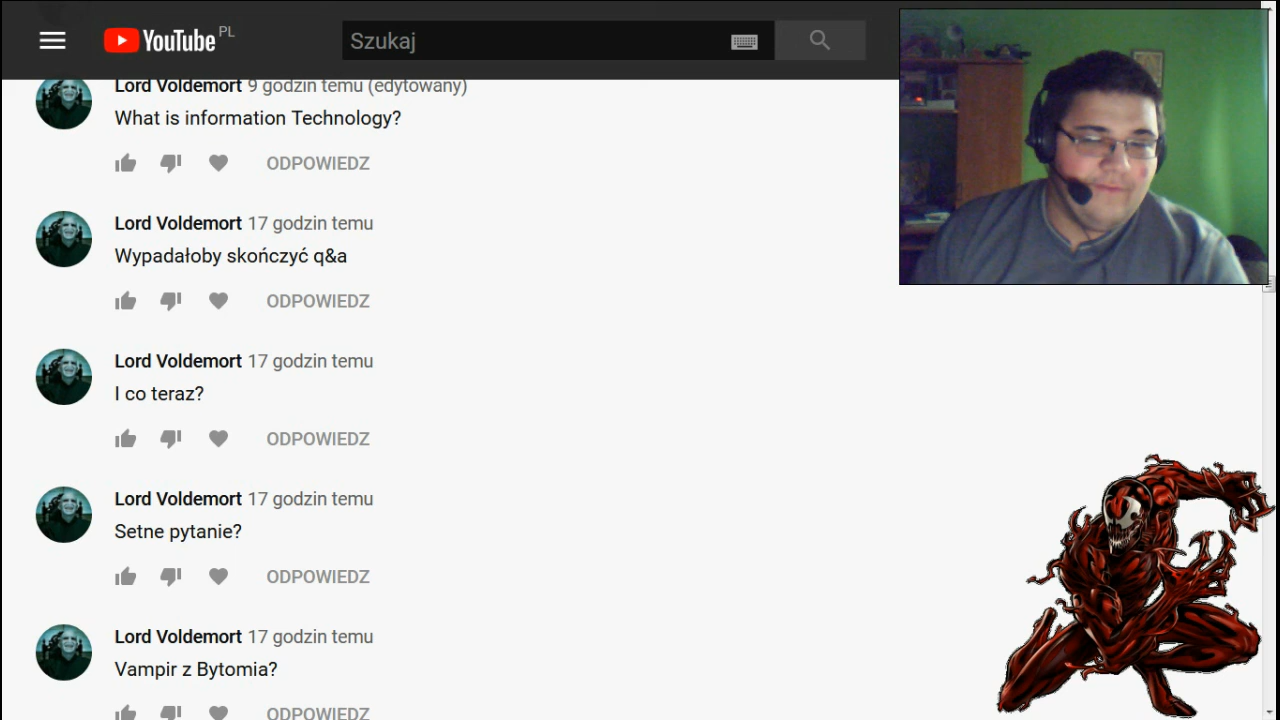 YouTube PL
Szukaj
Lord Voldemort 9 godzin temu (edytowany)
What is information Technology?
ODPOWIEDZ
Lord Voldemort 17 godzin temu
Wypadałoby skończyć q&a
ODPOWIEDZ
Lord Voldemort 17 godzin temu
I co teraz?
ODPOWIEDZ
Lord Voldemort 17 godzin temu
Setne pytanie?
ODPOWIEDZ
Lord Voldemort 17 godzin temu
Vampir z Bytomia?
ODPOWIEDZ